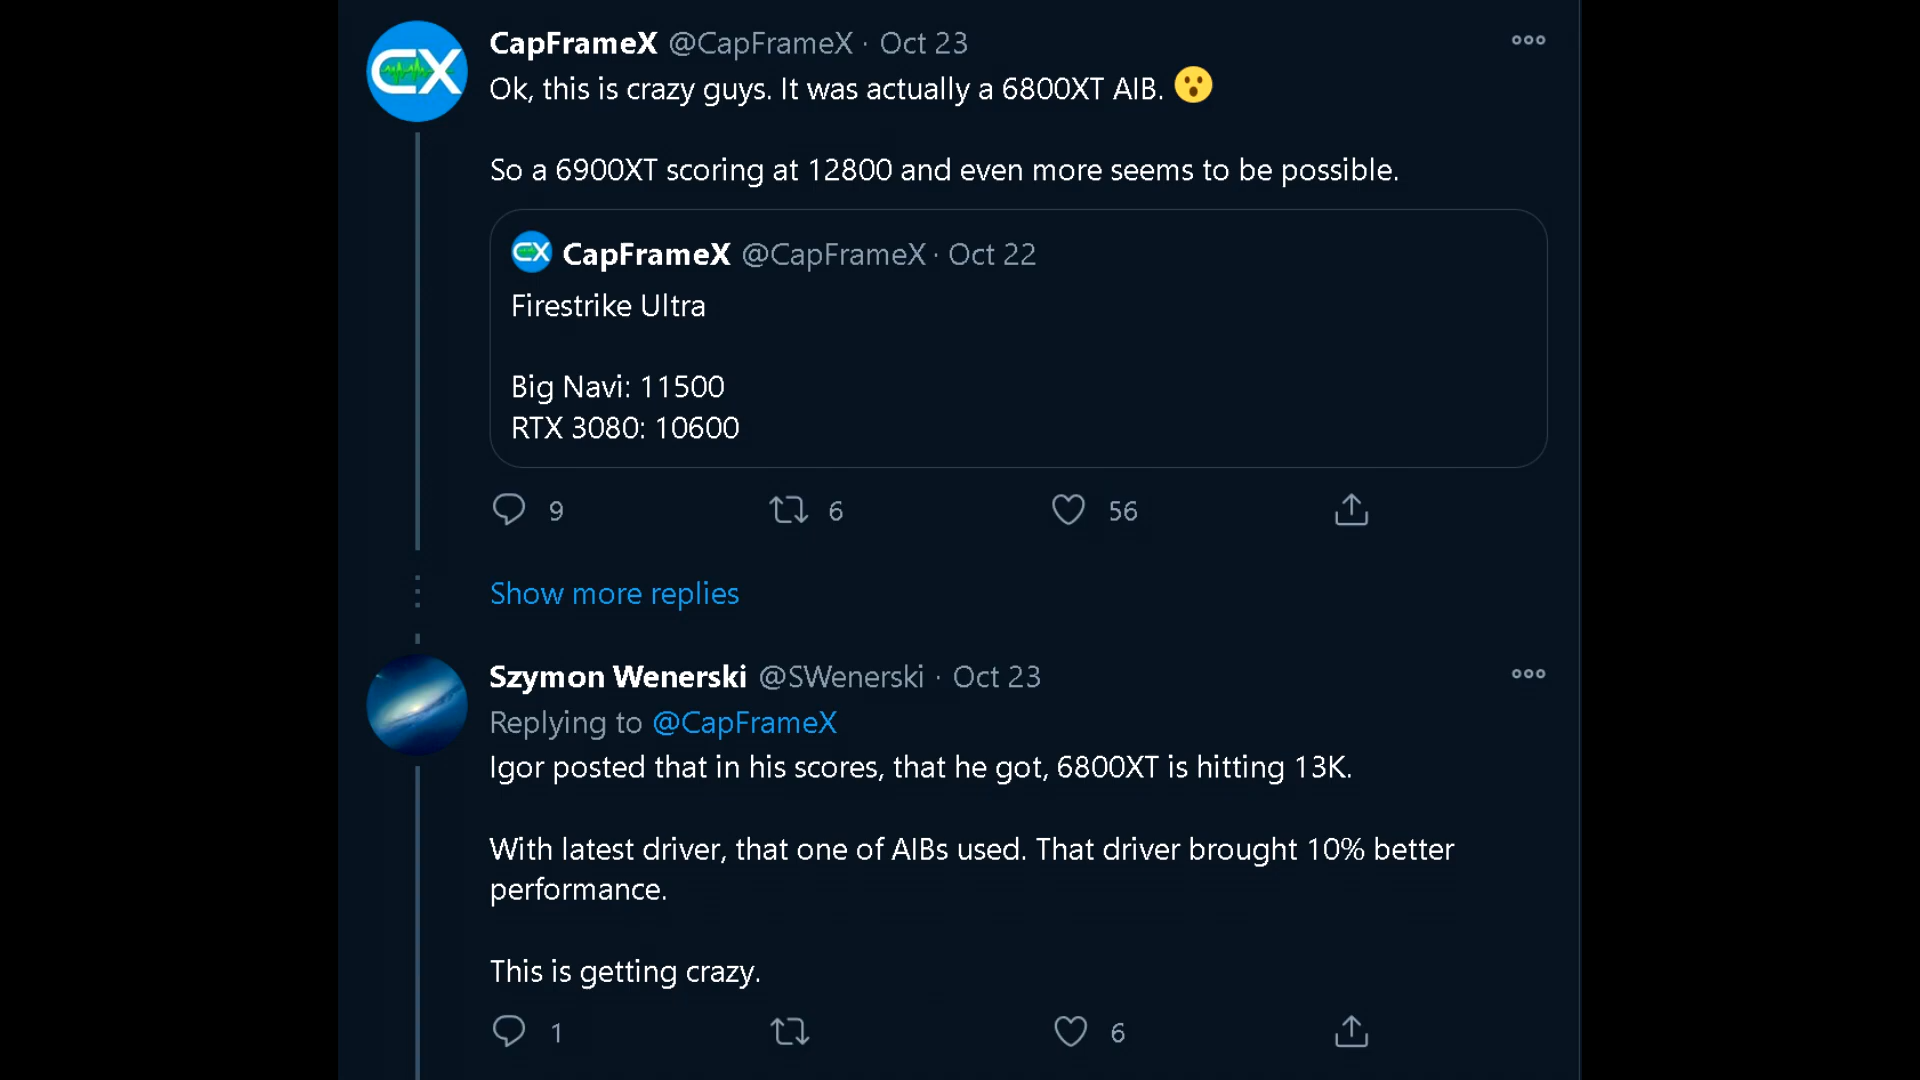 CX
CapFrameX @CapFrameX · Oct 23
Ok, this is crazy guys. It was actually a 6800XT AIB. 😮
So a 6900XT scoring at 12800 and even more seems to be possible.
CX CapFrameX @CapFrameX · Oct 22
Firestrike Ultra
Big Navi: 11500
RTX 3080: 10600
9 6 56
Show more replies
Szymon Wenerski @SWenerski · Oct 23
Replying to @CapFrameX
Igor posted that in his scores, that he got, 6800XT is hitting 13K.
With latest driver, that one of AIBs used. That driver brought 10% better
performance.
This is getting crazy.
1 6